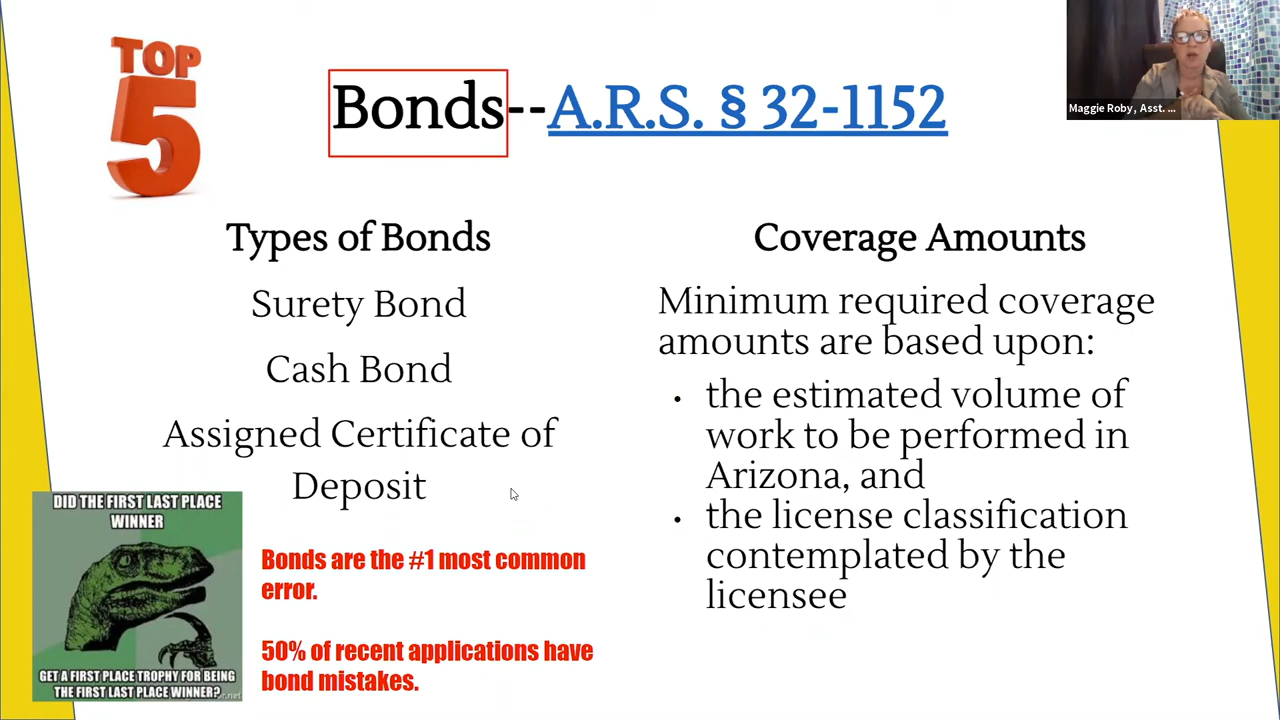 TOP
5
Bonds--A.R.S. § 32-1152
Maggie Roby, Asst. ...
Types of Bonds
Surety Bond
Cash Bond
Assigned Certificate of
Deposit
Coverage Amounts
Minimum required coverage
amounts are based upon:
• the estimated volume of
work to be performed in
Arizona, and
• the license classification
contemplated by the
licensee
DID THE FIRST LAST PLACE
WINNER
GET A FIRST PLACE TROPHY FOR BEING
THE FIRST LAST PLACE WINNER?
Bonds are the #1 most common
error.
50% of recent applications have
bond mistakes.